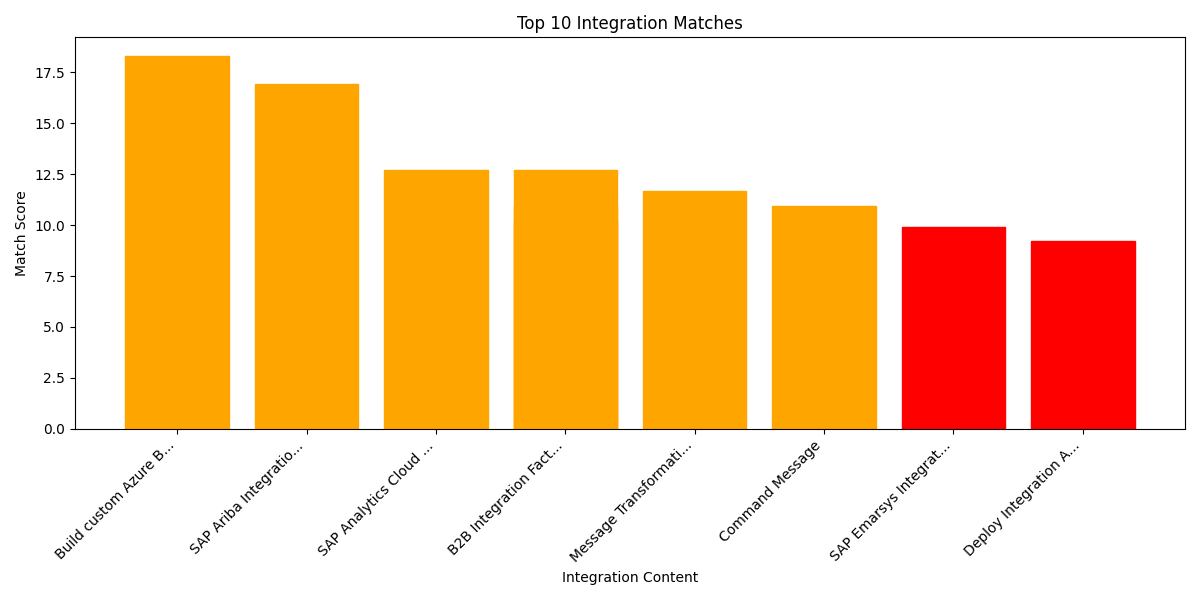 Top 10 Integration Matches
Match Score
17.5
15.0
12.5
10.0
7.5
5.0
2.5
0.0
Build custom Azure B...
SAP Ariba Integratio...
SAP Analytics Cloud ...
B2B Integration Fact...
Message Transformati...
Command Message
SAP Emarsys Integrat...
Deploy Integration A...
Integration Content